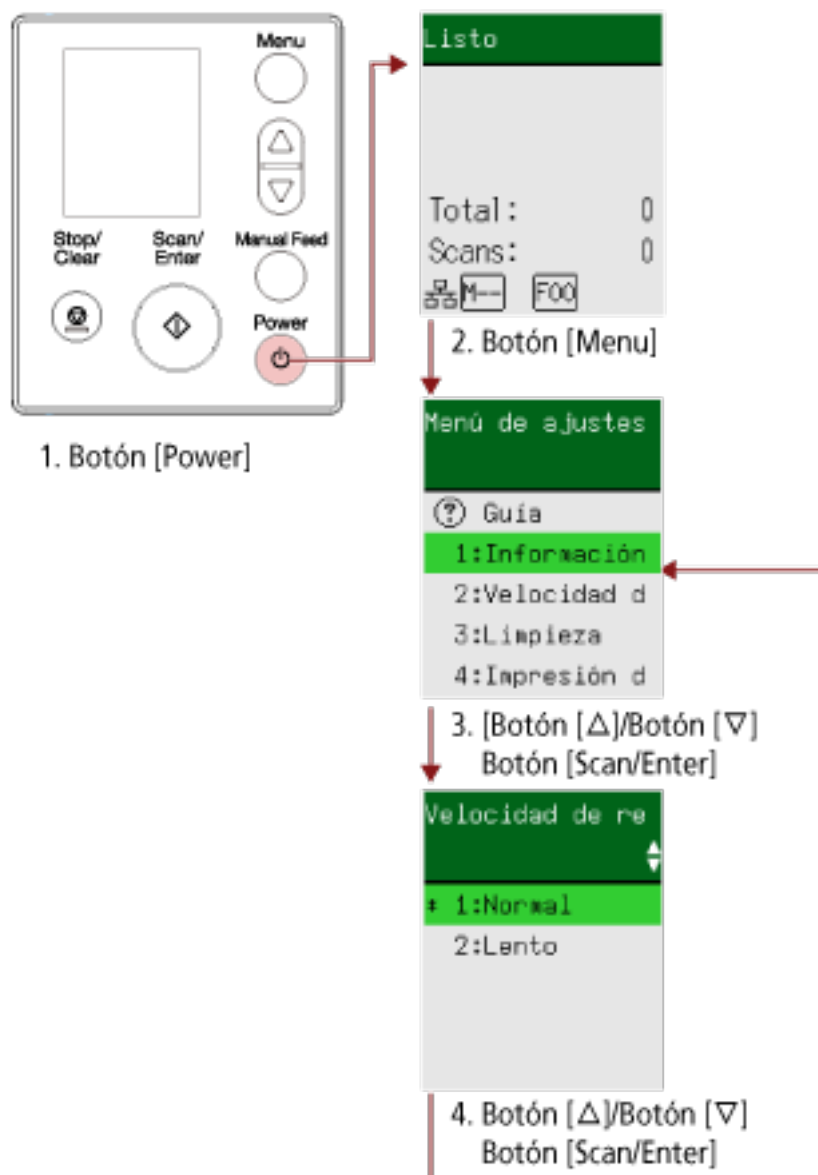 Menu
Stop/
Clear
Scan/
Enter
Manual Feed
Power
1. Botón [Power]
Listo
Total: 0
Scans: 0
M-- F00
2. Botón [Menu]
Menú de ajustes
? Guía
1:Información
2:Velocidad d
3:Limpieza
4:Impresión d
3. [Botón [△]/Botón [▽]
Botón [Scan/Enter]
Velocidad de re
* 1:Normal
2:Lento
4. Botón [△]/Botón [▽]
Botón [Scan/Enter]